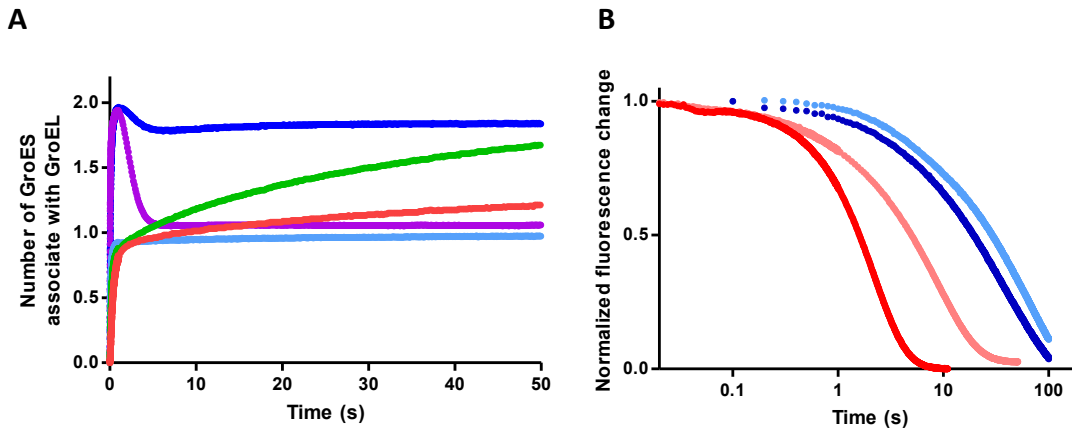 A
Number of GroES
associate with GroEL
2.0
1.5
1.0
0.5
0.0
0
10
20
30
40
50
Time (s)
B
Normalized fluorescence change
1.0
0.5
0.0
0.1
1
10
100
Time (s)